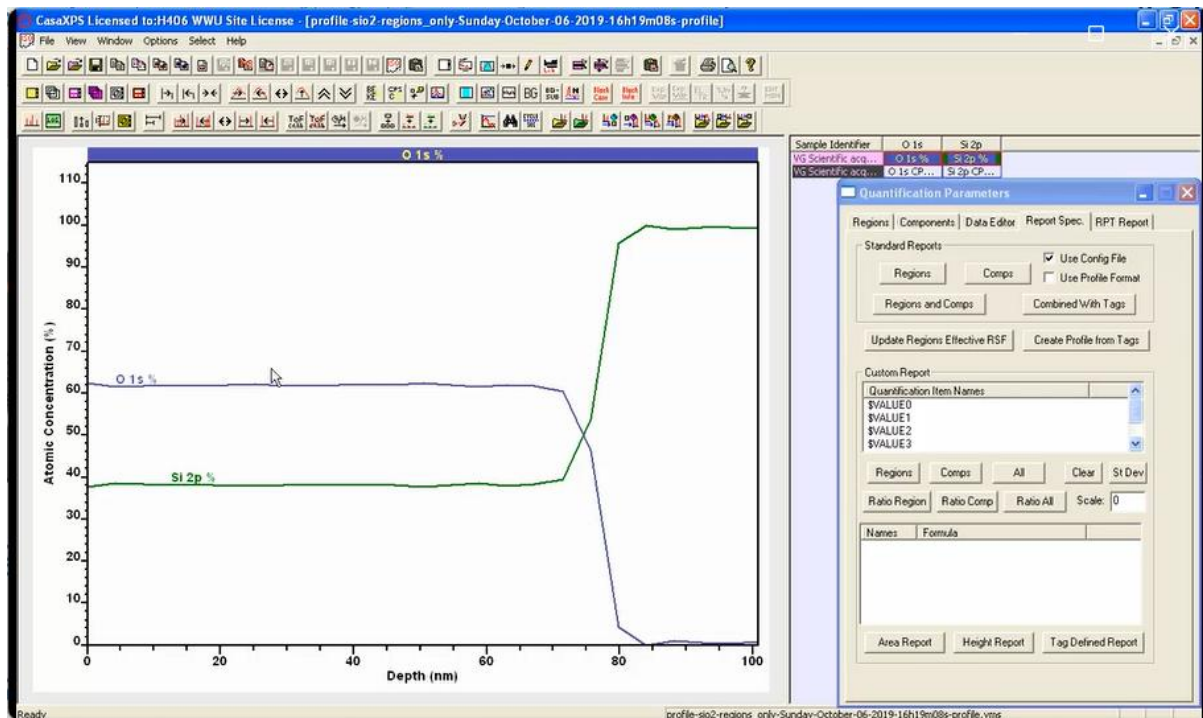 CasaXPS Licensed to:H406 WWU Site License - [profile-sio2-regions_only-Sunday-October-06-2019-16h19m08s-profile]
File View Window Options Select Help
BG
ToF ToF
O 1s %
110
100
90
80
70
60
50
40
30
20
10
0
Atomic Concentration (%)
O 1s %
Si 2p %
0 20 40 60 80 100
Depth (nm)
Sample Identifier O 1s Si 2p
VG Scientific acq... O 1s % Si 2p %
VG Scientific acq... O 1s CP... Si 2p CP...
Quantification Parameters
Regions Components Data Editor Report Spec. RPT Report
Standard Reports
Use Config File
Regions Comps
Use Profile Format
Regions and Comps Combined With Tags
Update Regions Effective RSF Create Profile from Tags
Custom Report
Quantification Item Names
$VALUE0
$VALUE1
$VALUE2
$VALUE3
Regions Comps All Clear St Dev
Ratio Region Ratio Comp Ratio All Scale: 0
Names Formula
Area Report Height Report Tag Defined Report
Ready profile-sio2-regions_only-Sunday-October-06-2019-16h19m08s-profile.vms